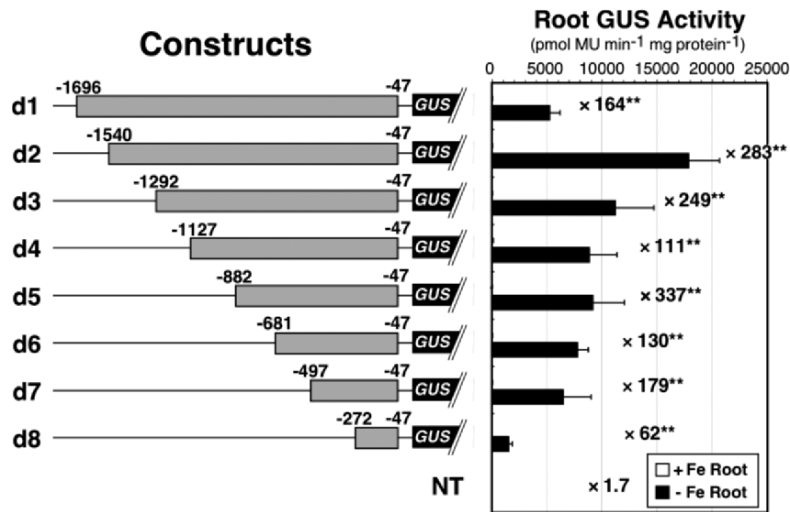 Constructs
Root GUS Activity
(pmol MU min-1 mg protein-1)
0 5000 10000 15000 20000 25000
d1 -1696 -47 GUS × 164**
d2 -1540 -47 GUS × 283**
d3 -1292 -47 GUS × 249**
d4 -1127 -47 GUS × 111**
d5 -882 -47 GUS × 337**
d6 -681 -47 GUS × 130**
d7 -497 -47 GUS × 179**
d8 -272 -47 GUS × 62**
NT × 1.7
+ Fe Root
- Fe Root